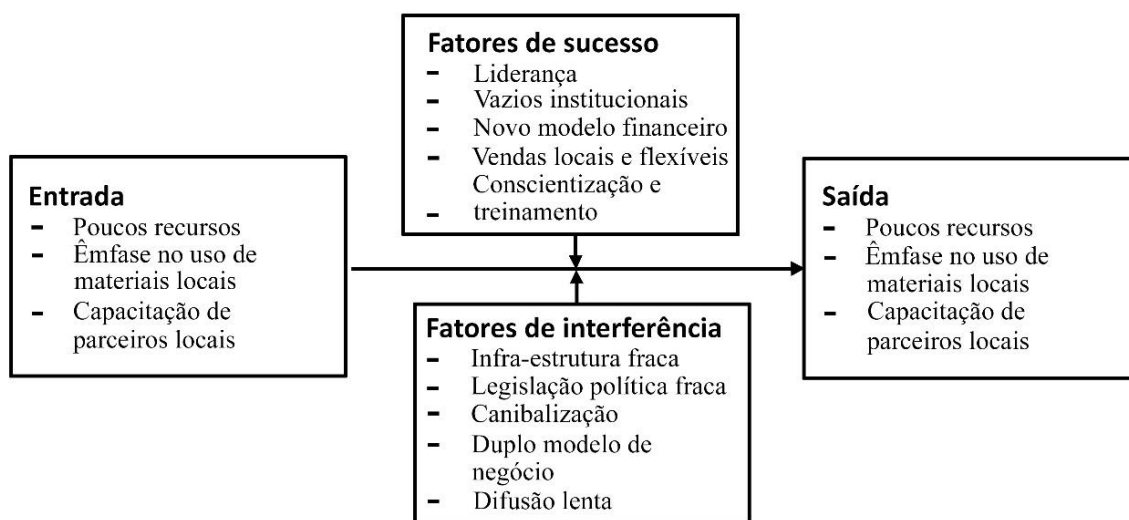 Fatores de sucesso
- Liderança
- Vazios institucionais
- Novo modelo financeiro
- Vendas locais e flexíveis
Conscientização e
- treinamento
Entrada
- Poucos recursos
- Êmfase no uso de
materiais locais
- Capacitação de
parceiros locais
Saída
- Poucos recursos
- Êmfase no uso de
materiais locais
- Capacitação de
parceiros locais
Fatores de interferência
- Infra-estrutura fraca
- Legislação política fraca
- Canibalização
- Duplo modelo de
negócio
- Difusão lenta